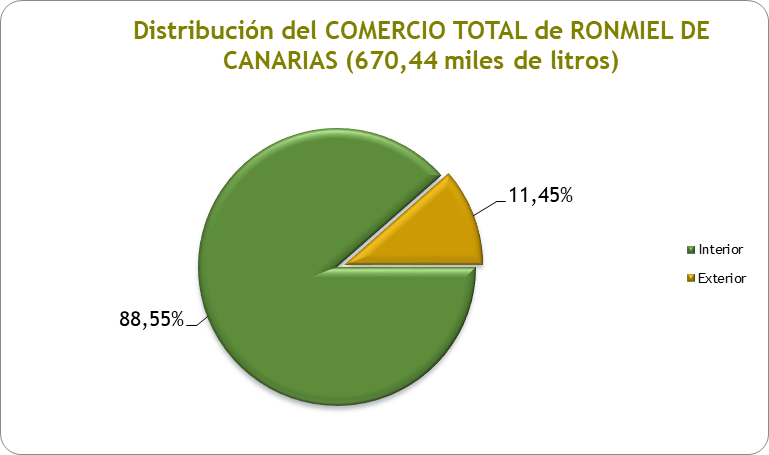 Distribución del COMERCIO TOTAL de RONMIEL DE
CANARIAS (670,44 miles de litros)
11,45%
Interior
Exterior
88,55%